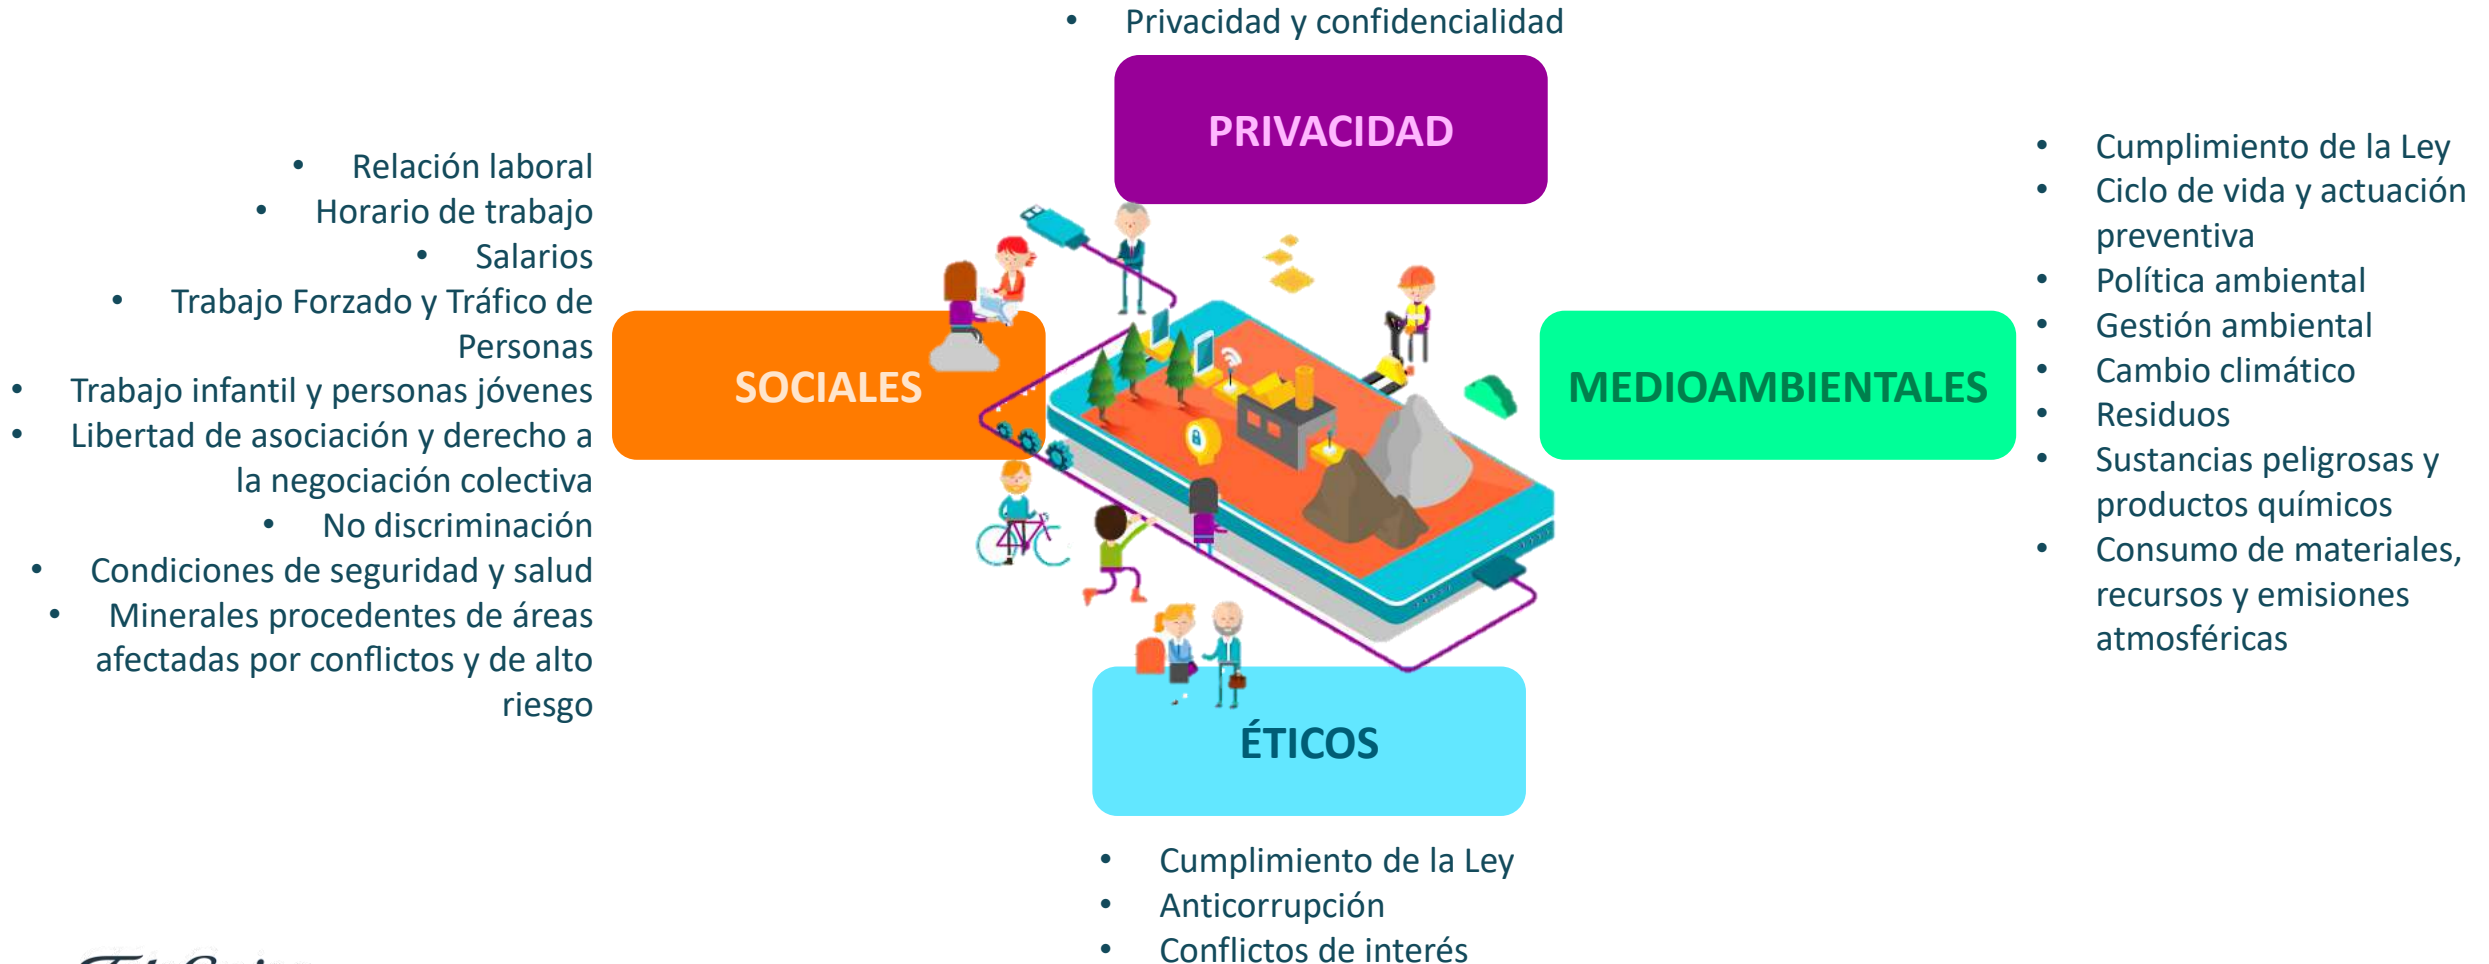 • Privacidad y confidencialidad
PRIVACIDAD
• Relación laboral
• Horario de trabajo
• Salarios
• Trabajo Forzado y Tráfico de
Personas
• Trabajo infantil y personas jóvenes
• Libertad de asociación y derecho a
la negociación colectiva
• No discriminación
• Condiciones de seguridad y salud
• Minerales procedentes de áreas
afectadas por conflictos y de alto
riesgo
SOCIALES
MEDIOAMBIENTALES
• Cumplimiento de la Ley
• Ciclo de vida y actuación
preventiva
• Política ambiental
• Gestión ambiental
• Cambio climático
• Residuos
• Sustancias peligrosas y
productos químicos
• Consumo de materiales,
recursos y emisiones
atmosféricas
ÉTICOS
• Cumplimiento de la Ley
• Anticorrupción
• Conflictos de interés